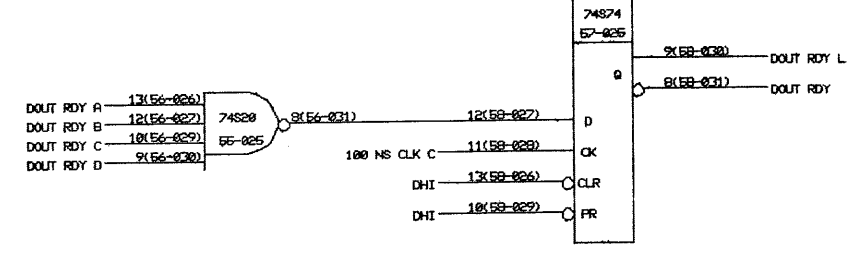 74S74
57-025
9(58-030) DOUT RDY L
Q
8(58-031) DOUT RDY
DOUT RDY A 13(56-026)
DOUT RDY B 12(56-027) 74S20 8(56-031) 12(58-027) D
DOUT RDY C 10(56-029) 55-025
DOUT RDY D 9(56-030)
100 NS CLK C 11(58-028) CK
DHI 13(58-026) CLR
DHI 10(58-029) PR